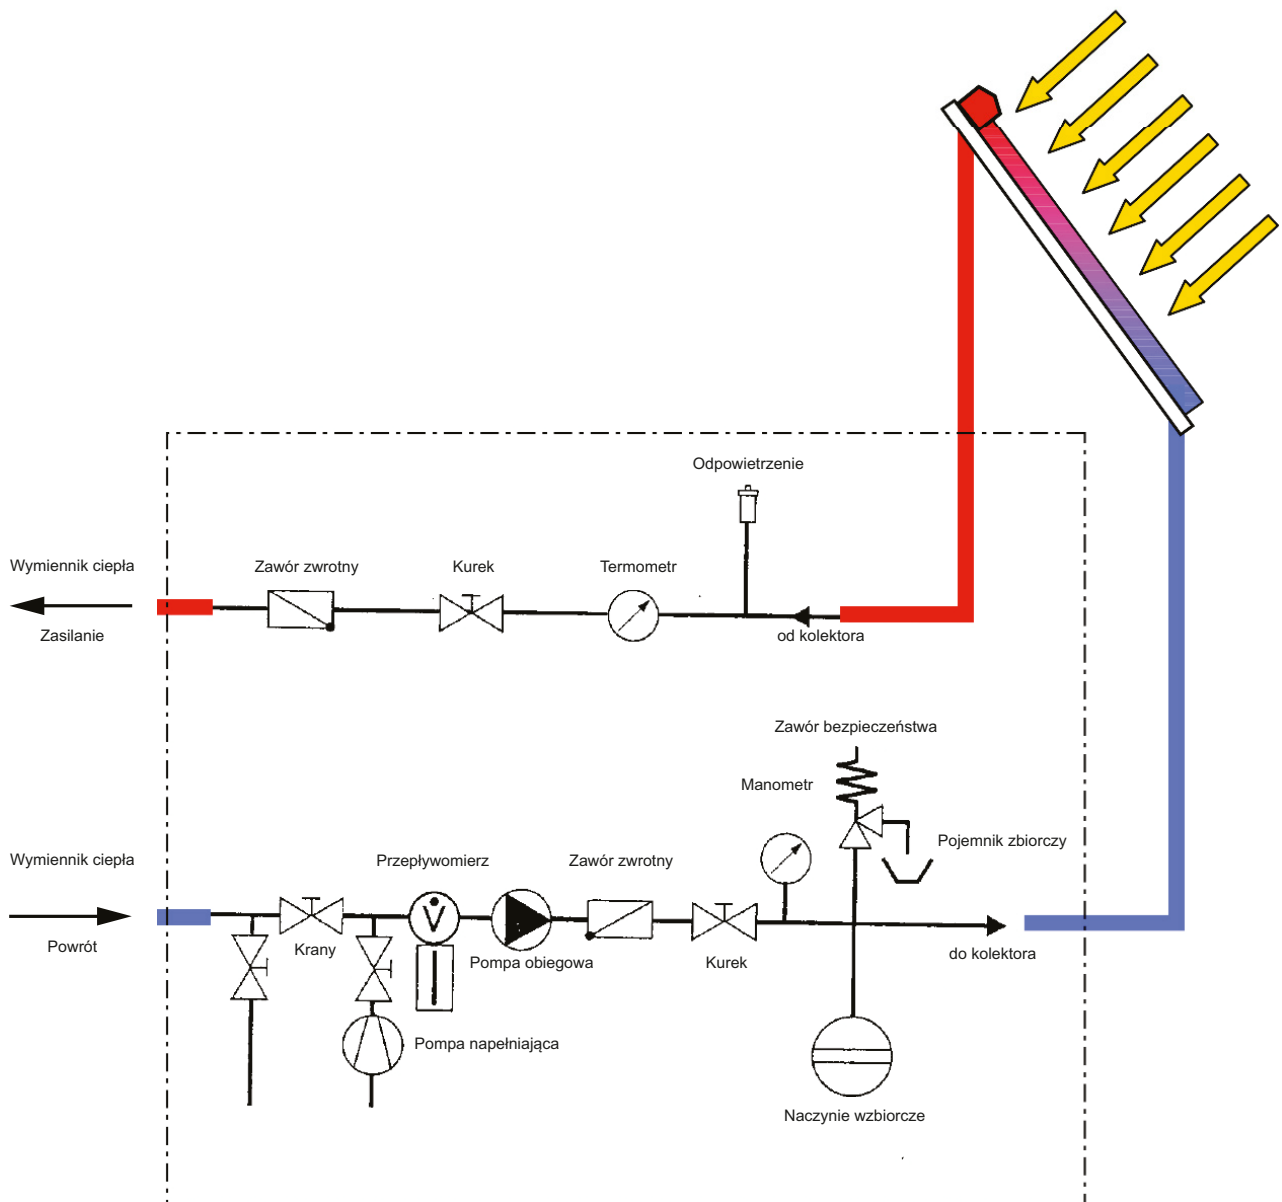 Odpowietrzenie
Wymiennik ciepła
Zawór zwrotny
Kurek
Termometr
Zasilanie
od kolektora
Zawór bezpieczeństwa
Manometr
Pojemnik zbiorczy
Wymiennik ciepła
Przepływomierz
Zawór zwrotny
V
Powrót
Krany
Pompa obiegowa
Kurek
do kolektora
Pompa napełniająca
Naczynie wzbiorcze